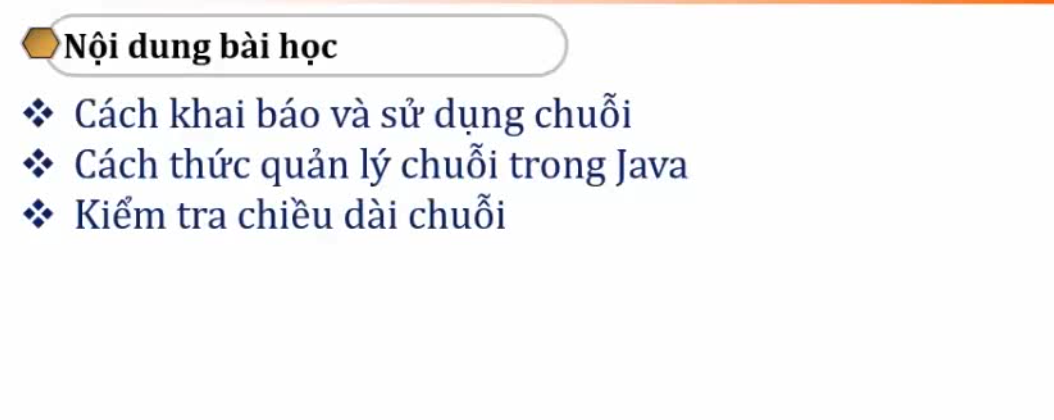 Nội dung bài học
Cách khai báo và sử dụng chuỗi
Cách thức quản lý chuỗi trong Java
Kiểm tra chiều dài chuỗi